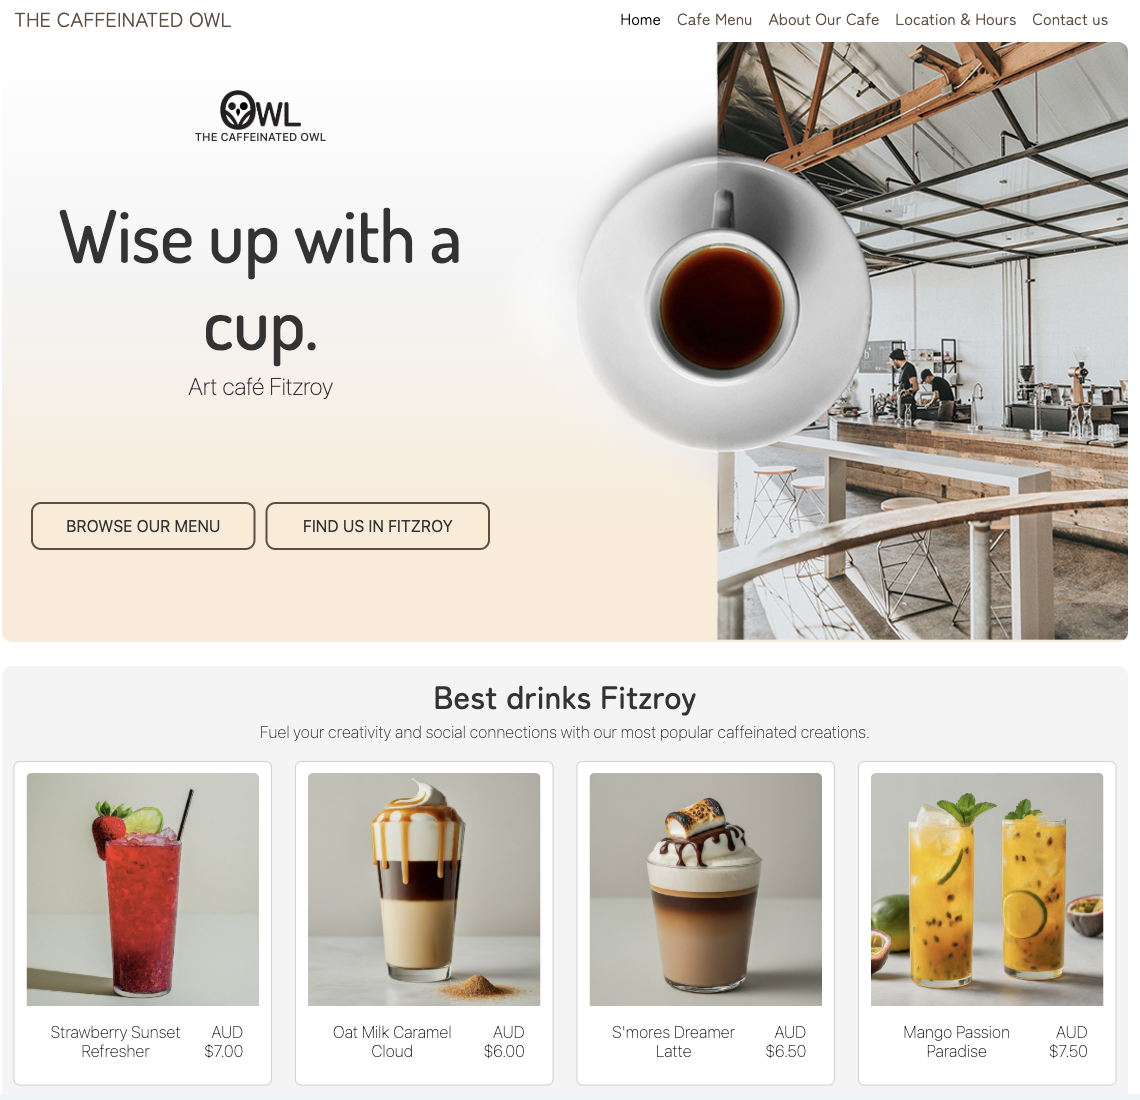 THE CAFFEINATED OWL
Home Cafe Menu About Our Cafe Location & Hours Contact us
OWL
THE CAFFEINATED OWL
Wise up with a
cup.
Art café Fitzroy
BROWSE OUR MENU FIND US IN FITZROY
Best drinks Fitzroy
Fuel your creativity and social connections with our most popular caffeinated creations.
Strawberry Sunset
Refresher
AUD
$7.00
Oat Milk Caramel
Cloud
AUD
$6.00
S'mores Dreamer
Latte
AUD
$6.50
Mango Passion
Paradise
AUD
$7.50